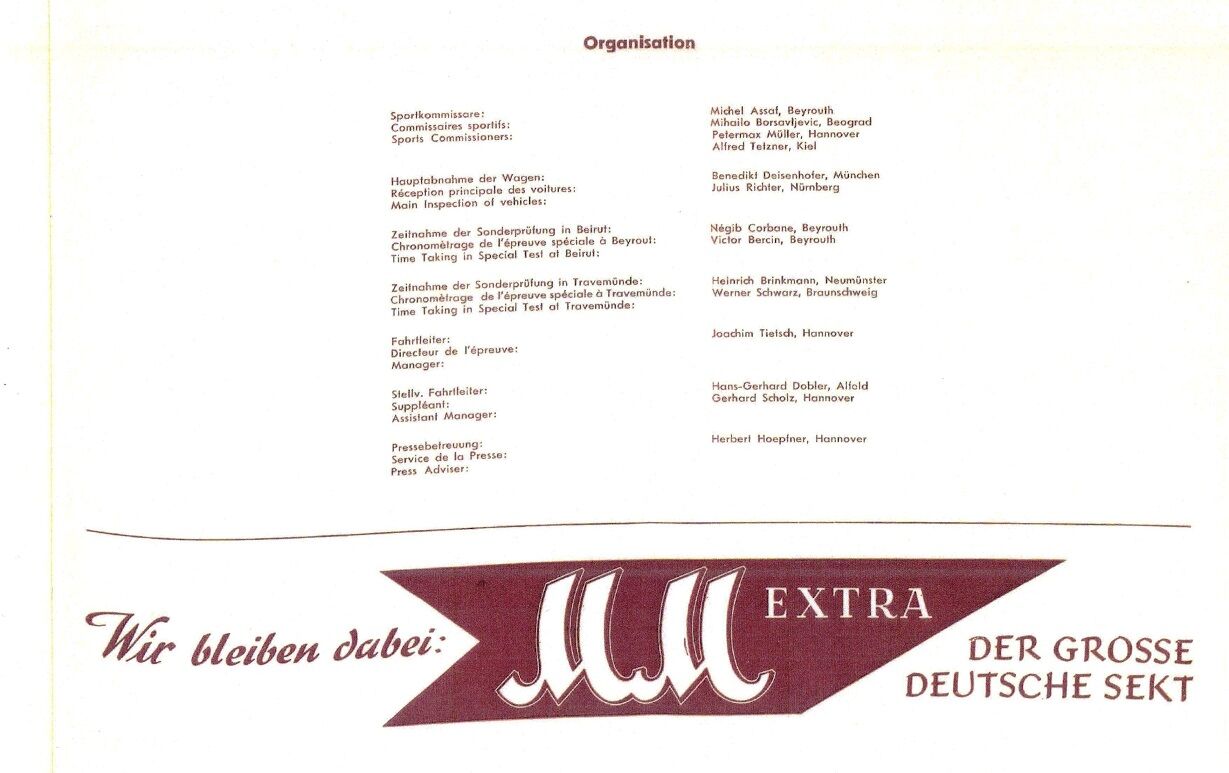 Organisation
Sportkommissare:
Commissaires sportifs:
Sports Commissioners:
Michel Assaf, Beyrouth
Mihailo Borsavljevic, Beograd
Petermax Müller, Hannover
Alfred Tetzner, Kiel
Hauptabnahme der Wagen:
Réception principale des voitures:
Main Inspection of vehicles:
Benedikt Deisenhofer, München
Julius Richter, Nürnberg
Zeitnahme der Sonderprüfung in Beirut:
Chronomètrage de l'épreuve spéciale à Beyrout:
Time Taking in Special Test at Beirut:
Négib Corbane, Beyrouth
Victor Bercin, Beyrouth
Zeitnahme der Sonderprüfung in Travemünde:
Chronomètrage de l'épreuve spéciale à Travemünde:
Time Taking in Special Test at Travemünde:
Heinrich Brinkmann, Neumünster
Werner Schwarz, Braunschweig
Fahrtleiter:
Directeur de l'épreuve:
Manager:
Joachim Tietsch, Hannover
Stellv. Fahrtleiter:
Suppléant:
Assistant Manager:
Hans-Gerhard Dobler, Alfeld
Gerhard Scholz, Hannover
Pressebetreuung:
Service de la Presse:
Press Adviser:
Herbert Hoepfner, Hannover
Wir bleiben dabei:
MM EXTRA
DER GROSSE
DEUTSCHE SEKT